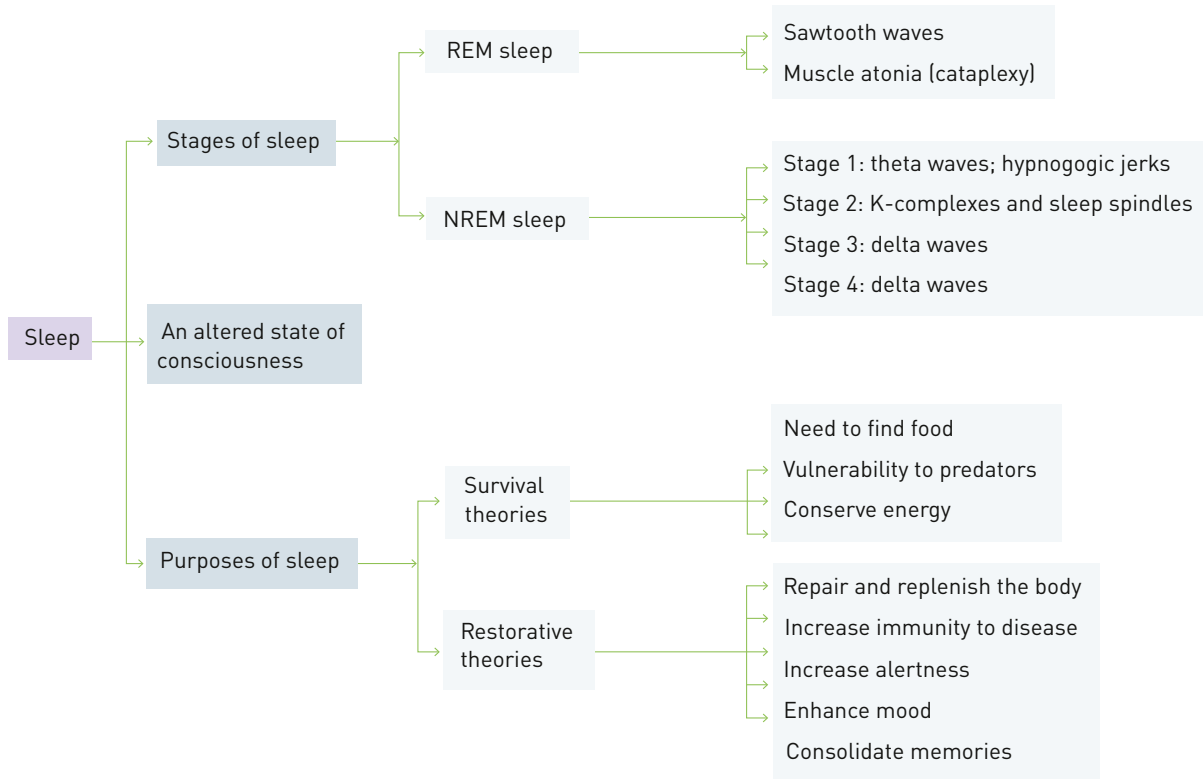 Sleep
Stages of sleep
REM sleep
Sawtooth waves
Muscle atonia (cataplexy)
NREM sleep
Stage 1: theta waves; hypnogogic jerks
Stage 2: K-complexes and sleep spindles
Stage 3: delta waves
Stage 4: delta waves
An altered state of
consciousness
Purposes of sleep
Survival
theories
Need to find food
Vulnerability to predators
Conserve energy
Restorative
theories
Repair and replenish the body
Increase immunity to disease
Increase alertness
Enhance mood
Consolidate memories